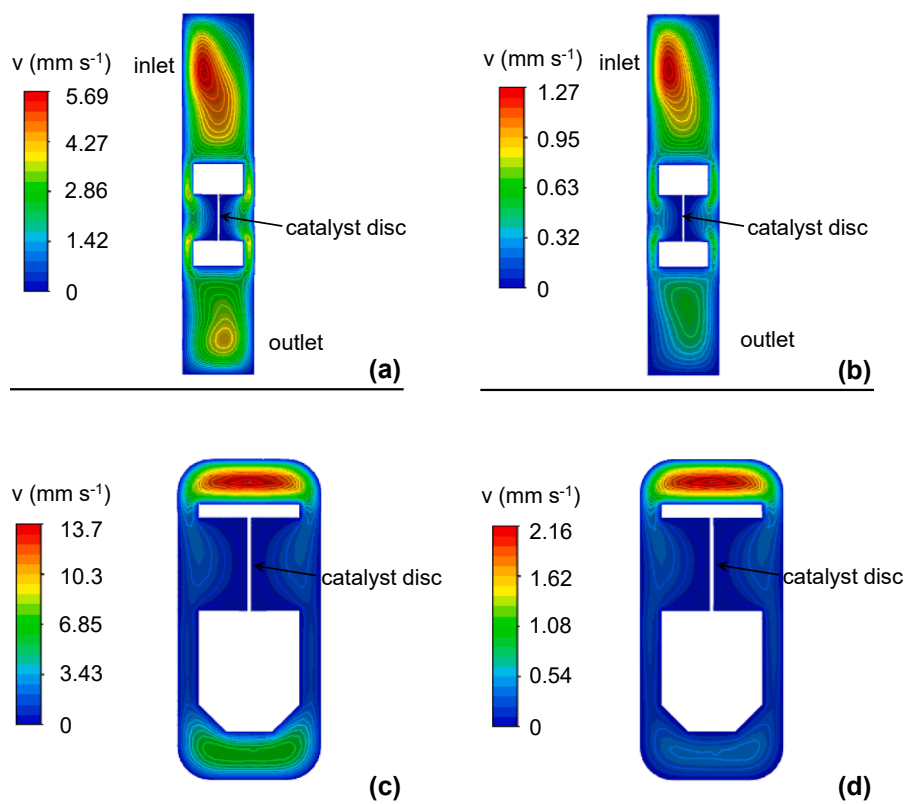 v (mm s⁻¹)
inlet
5.69
4.27
2.86
1.42
0
catalyst disc
outlet
(a)
v (mm s⁻¹)
inlet
1.27
0.95
0.63
0.32
0
catalyst disc
outlet
(b)
v (mm s⁻¹)
13.7
10.3
6.85
3.43
0
catalyst disc
(c)
v (mm s⁻¹)
2.16
1.62
1.08
0.54
0
catalyst disc
(d)